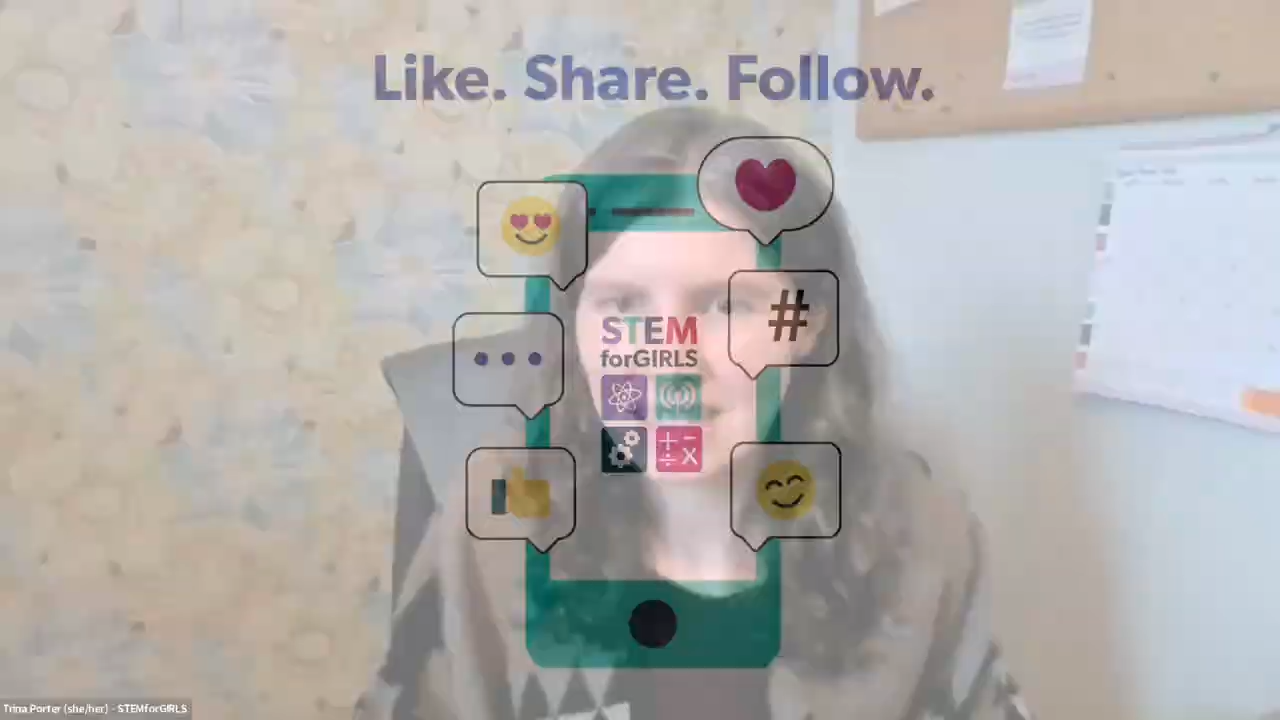 Like. Share. Follow.
#
STEM
forGIRLS
Trina Porter (she/her) - STEMforGIRLS